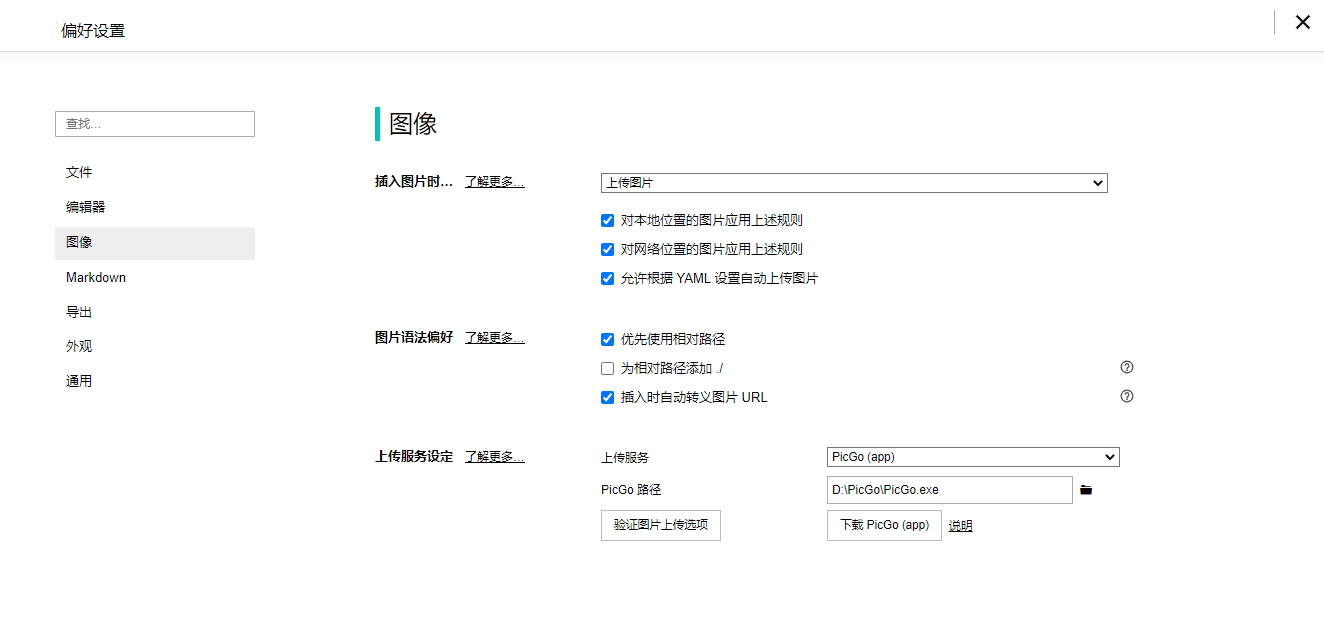 偏好设置
查找...
文件
编辑器
图像
Markdown
导出
外观
通用
图像
插入图片时... 了解更多... 上传图片
对本地位置的图片应用上述规则
对网络位置的图片应用上述规则
允许根据 YAML 设置自动上传图片
图片语法偏好 了解更多... 优先使用相对路径
为相对路径添加 ./
插入时自动转义图片 URL
上传服务设定 了解更多... 上传服务 PicGo (app)
PicGo 路径 D:\PicGo\PicGo.exe
验证图片上传选项 下载 PicGo (app) 说明